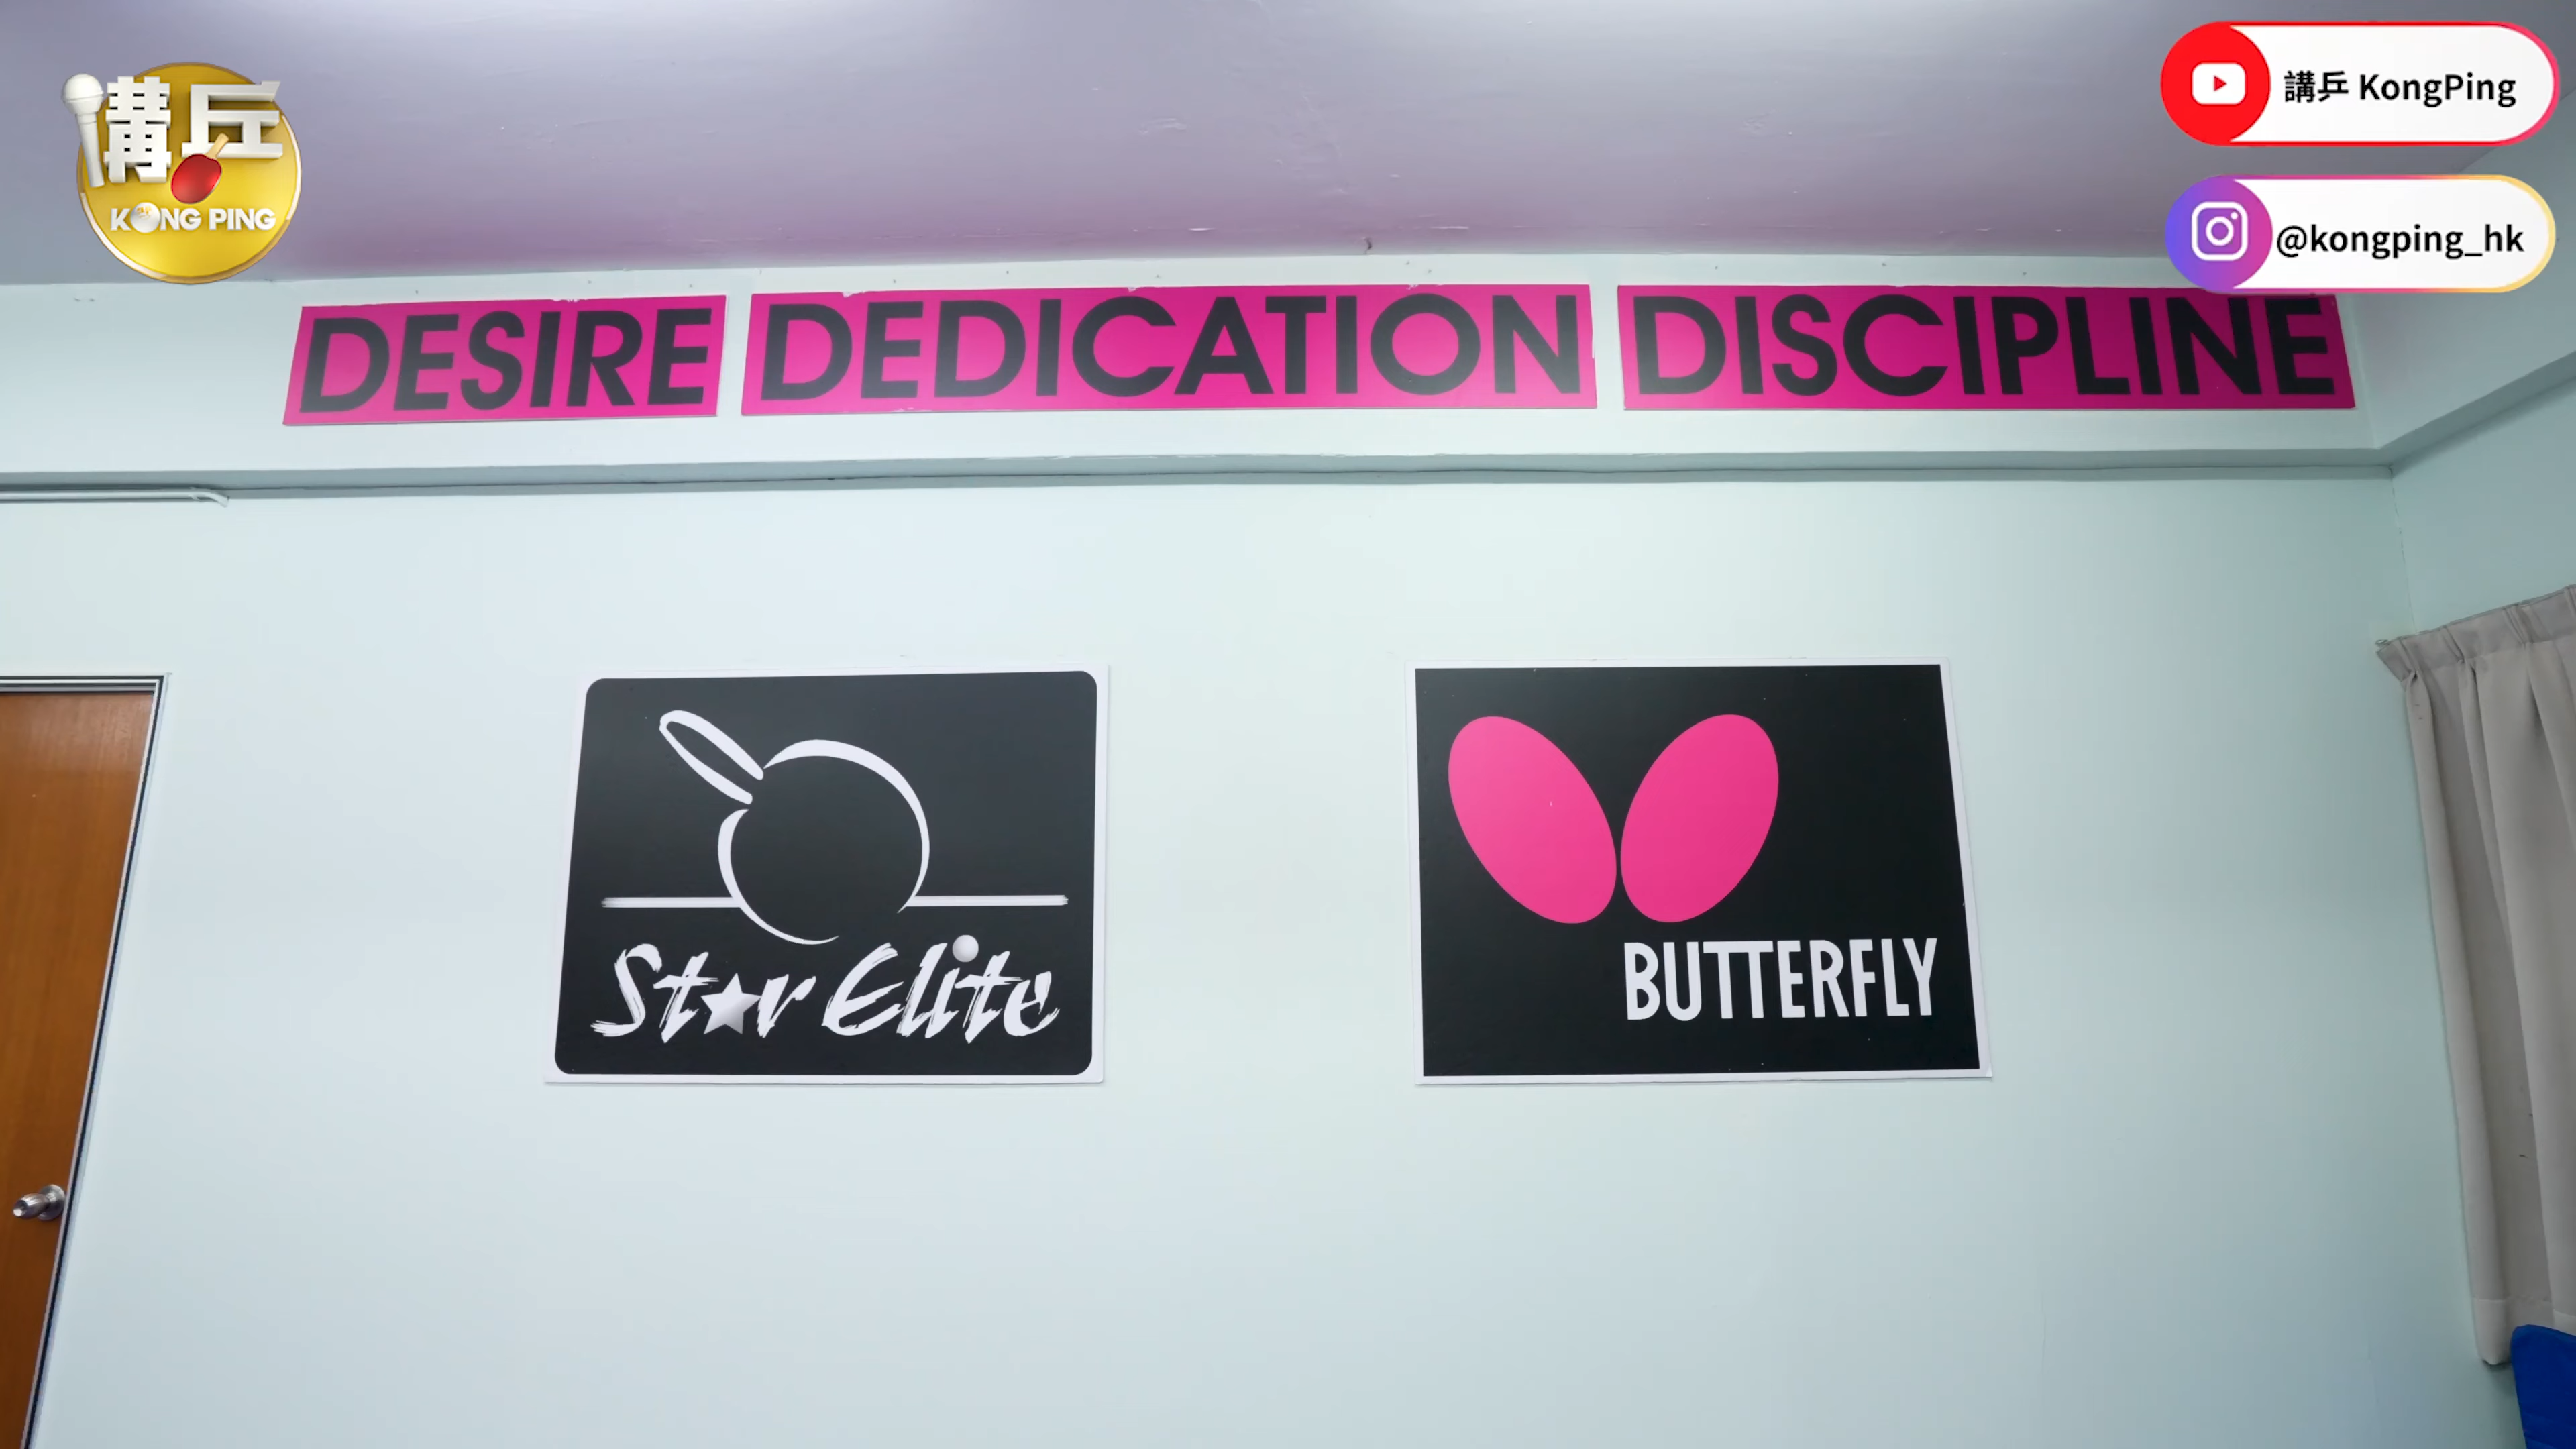 講乒
KONG PING
講乒 KongPing
@kongping_hk
DESIRE DEDICATION DISCIPLINE
Star Elite
BUTTERFLY